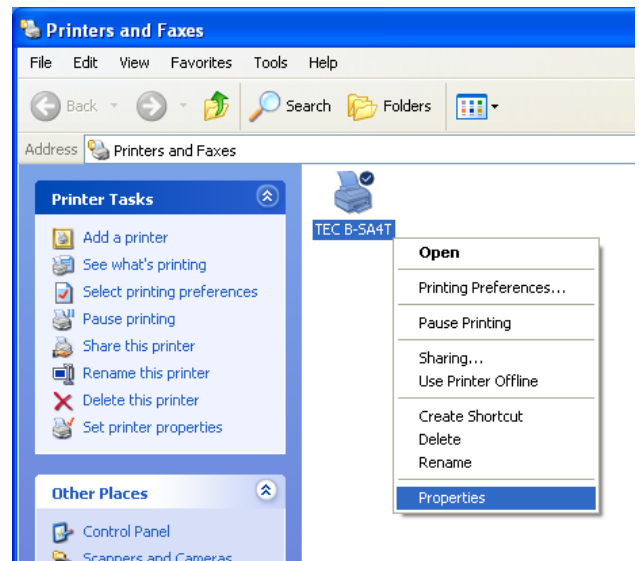 Printers and Faxes
File Edit View Favorites Tools Help
Back Search Folders
Address Printers and Faxes
Printer Tasks
Add a printer
See what's printing
Select printing preferences
Pause printing
Share this printer
Rename this printer
Delete this printer
Set printer properties
Other Places
Control Panel
Scanners and Cameras
TEC B-SA4T
Open
Printing Preferences...
Pause Printing
Sharing...
Use Printer Offline
Create Shortcut
Delete
Rename
Properties